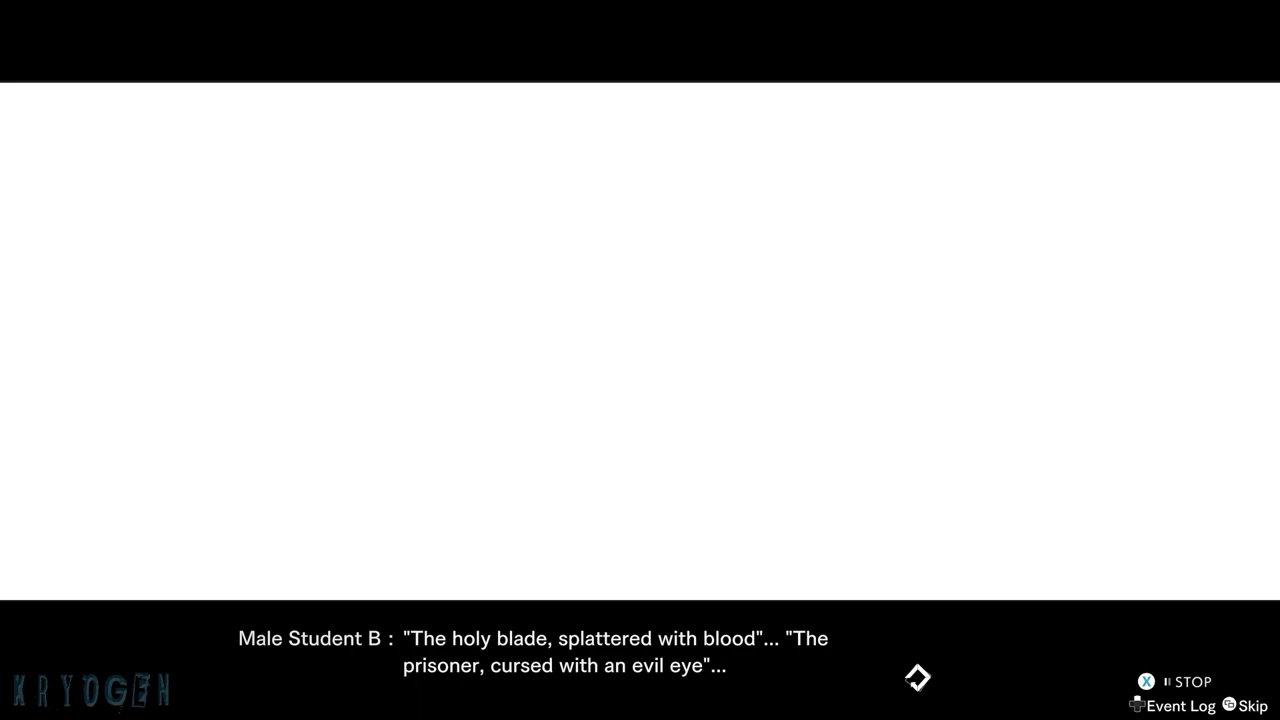 Male Student B : "The holy blade, splattered with blood"... "The
prisoner, cursed with an evil eye"...
KRYOGEN
X STOP
Event Log Skip